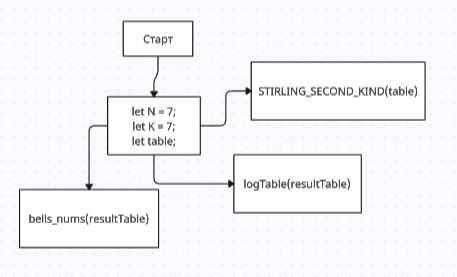 Старт
STIRLING_SECOND_KIND(table)
let N = 7;
let K = 7;
let table;
logTable(resultTable)
bells_nums(resultTable)